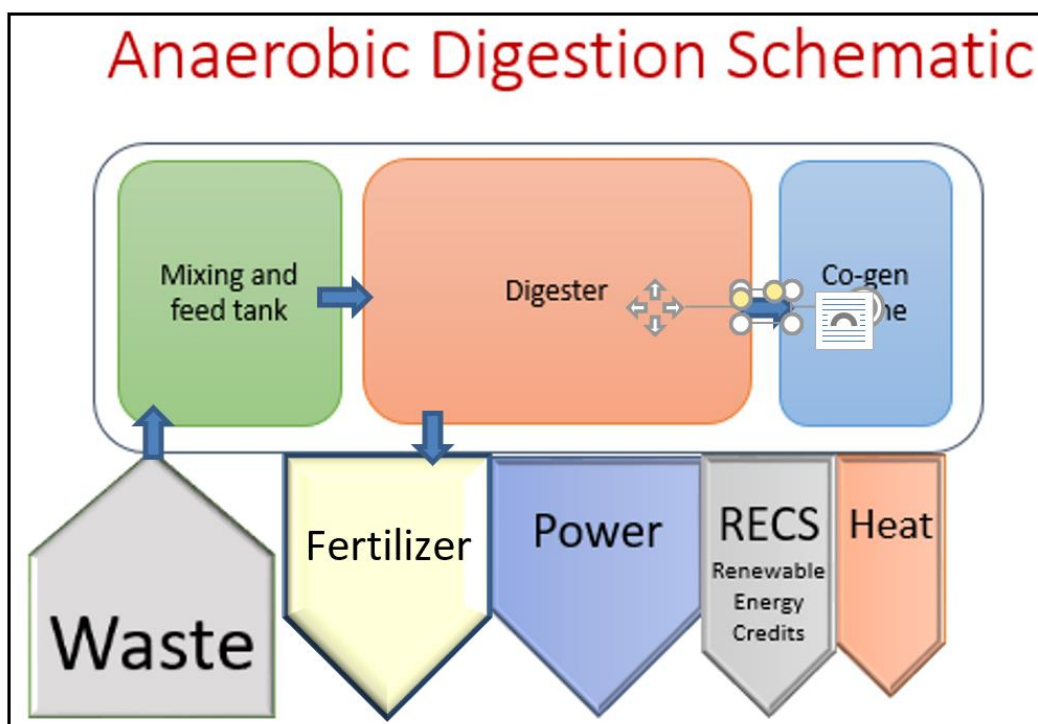 Anaerobic Digestion Schematic
Mixing and
feed tank
Digester
Co-gen
Waste
Fertilizer
Power
RECS
Renewable
Energy
Credits
Heat